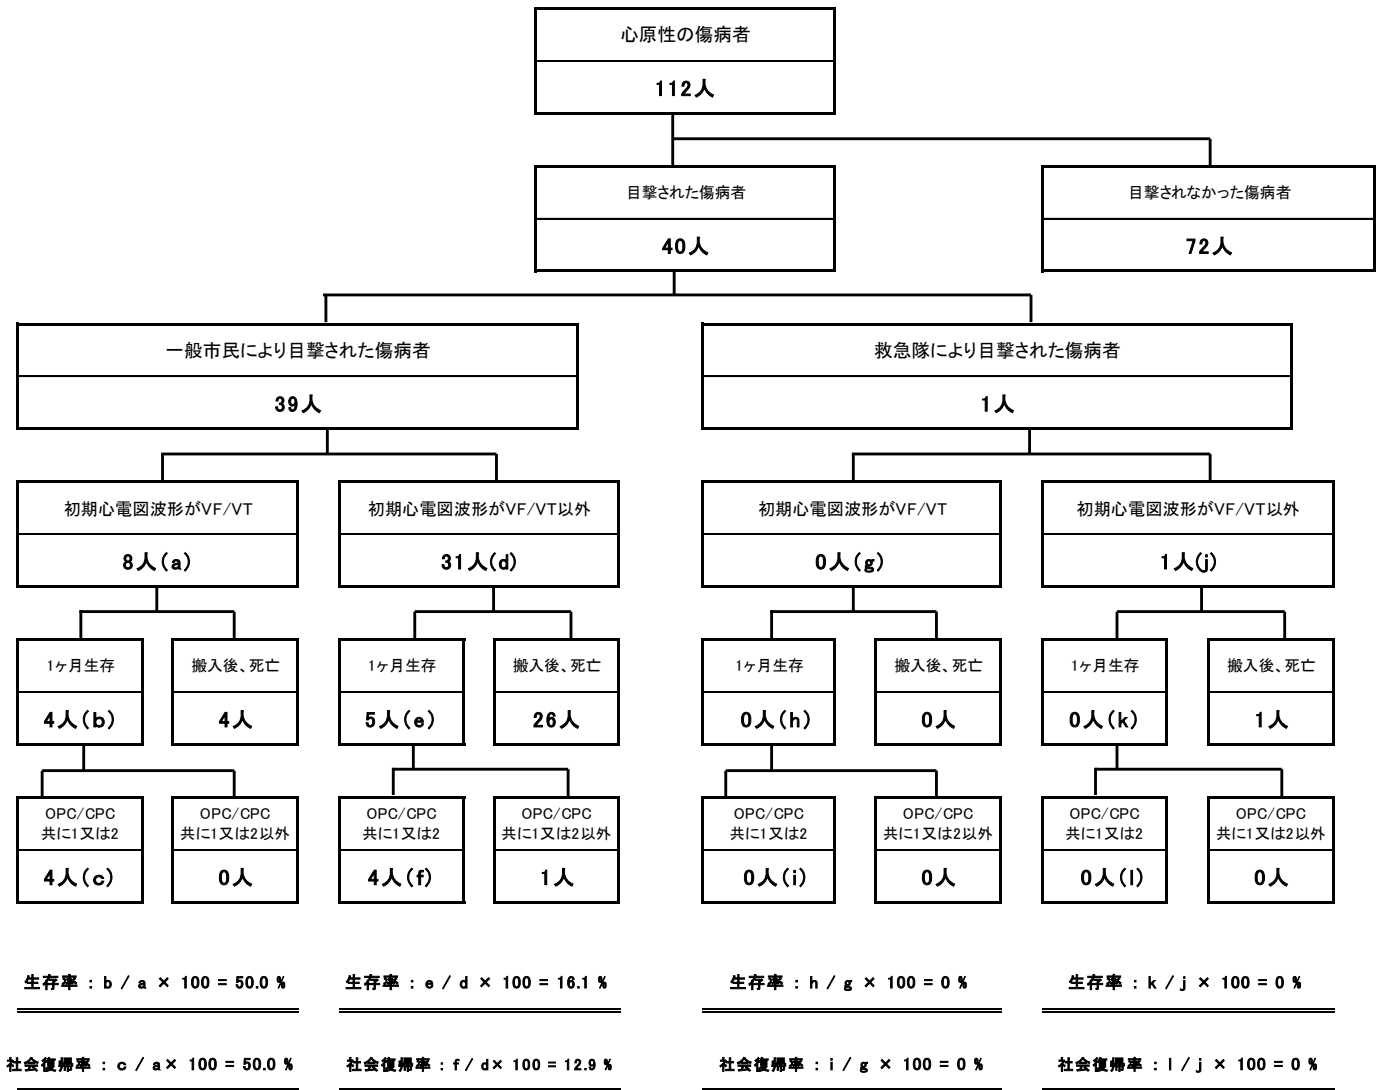 心原性の傷病者
112人
目撃された傷病者
目撃されなかった傷病者
40人
72人
一般市民により目撃された傷病者
救急隊により目撃された傷病者
39人
1人
初期心電図波形がVF/VT
初期心電図波形がVF/VT以外
初期心電図波形がVF/VT
初期心電図波形がVF/VT以外
8人(a)
31人(d)
0人(g)
1人(j)
1ヶ月生存
搬入後、死亡
1ヶ月生存
搬入後、死亡
1ヶ月生存
搬入後、死亡
1ヶ月生存
搬入後、死亡
4人(b)
4人
5人(e)
26人
0人(h)
0人
0人(k)
1人
OPC/CPC
共に1又は2
OPC/CPC
共に1又は2以外
OPC/CPC
共に1又は2
OPC/CPC
共に1又は2以外
OPC/CPC
共に1又は2
OPC/CPC
共に1又は2以外
OPC/CPC
共に1又は2
OPC/CPC
共に1又は2以外
4人(c)
0人
4人(f)
1人
0人(i)
0人
0人(l)
0人
生存率 : b / a × 100 = 50.0 %
生存率 : e / d × 100 = 16.1 %
生存率 : h / g × 100 = 0 %
生存率 : k / j × 100 = 0 %
社会復帰率 : c / a× 100 = 50.0 %
社会復帰率 : f / d× 100 = 12.9 %
社会復帰率 : i / g × 100 = 0 %
社会復帰率 : l / j × 100 = 0 %